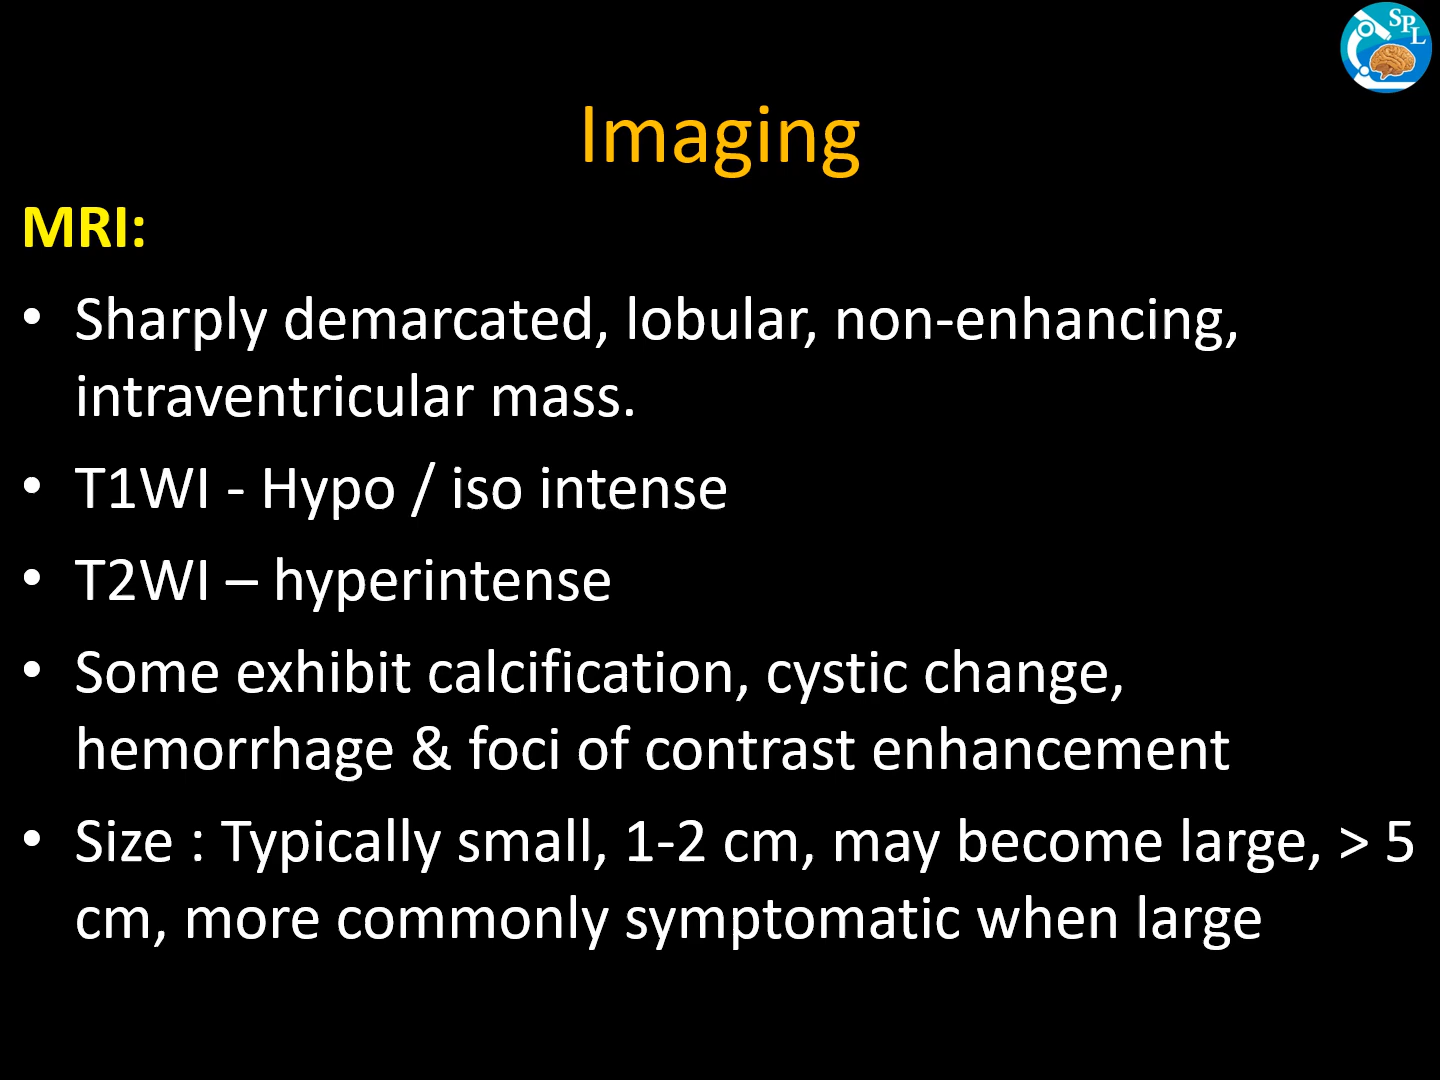 SPL
Imaging
MRI:
• Sharply demarcated, lobular, non-enhancing,
intraventricular mass.
• T1WI - Hypo / iso intense
• T2WI – hyperintense
• Some exhibit calcification, cystic change,
hemorrhage & foci of contrast enhancement
• Size : Typically small, 1-2 cm, may become large, > 5
cm, more commonly symptomatic when large